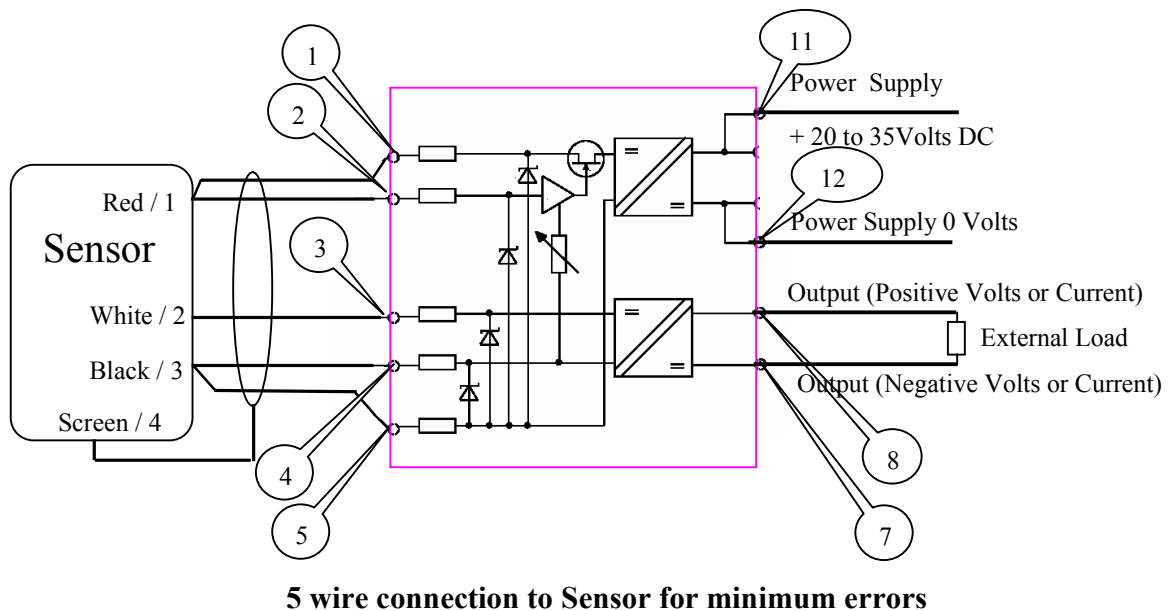 11
1
Power Supply
2
+ 20 to 35Volts DC
12
Red / 1
Sensor
Power Supply 0 Volts
3
Output (Positive Volts or Current)
White / 2
External Load
Black / 3
Output (Negative Volts or Current)
Screen / 4
4
8
5
7
5 wire connection to Sensor for minimum errors